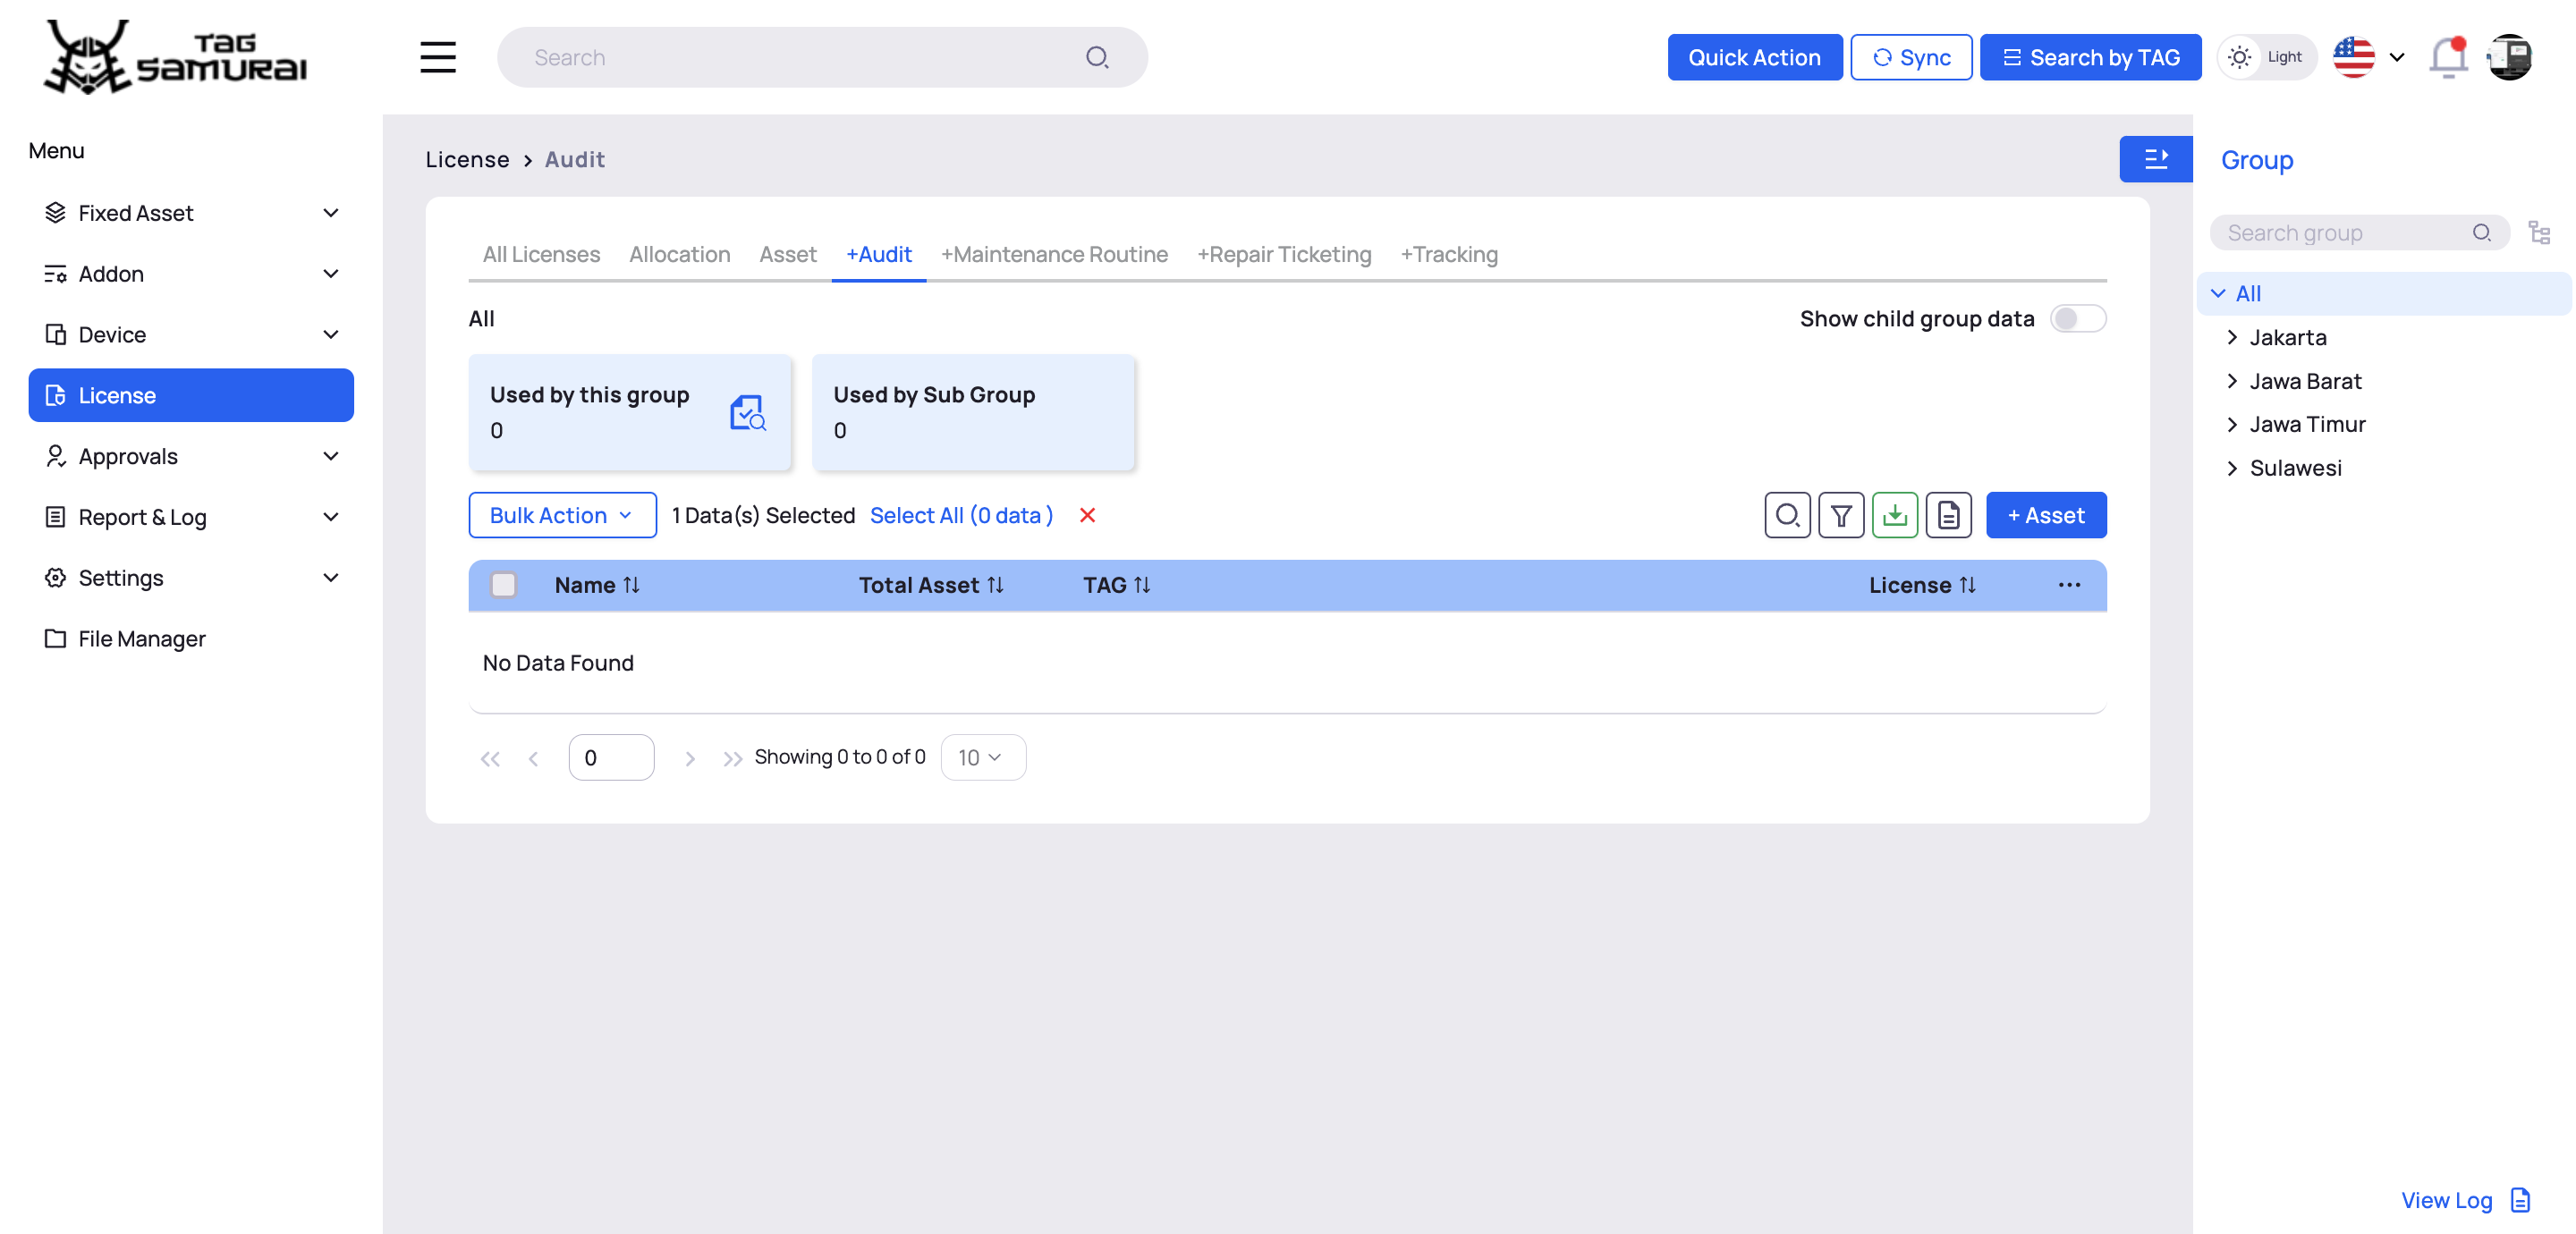 TAG SAMURAI
Search
Quick Action
Sync
Search by TAG
Light
Menu
Fixed Asset
Addon
Device
License
Approvals
Report & Log
Settings
File Manager
License > Audit
All Licenses
Allocation
Asset
+Audit
+Maintenance Routine
+Repair Ticketing
+Tracking
All
Show child group data
Used by this group
0
Used by Sub Group
0
Bulk Action
1 Data(s) Selected
Select All (0 data )
+ Asset
Name
Total Asset
TAG
License
No Data Found
0
Showing 0 to 0 of 0
10
Group
Search group
All
Jakarta
Jawa Barat
Jawa Timur
Sulawesi
View Log